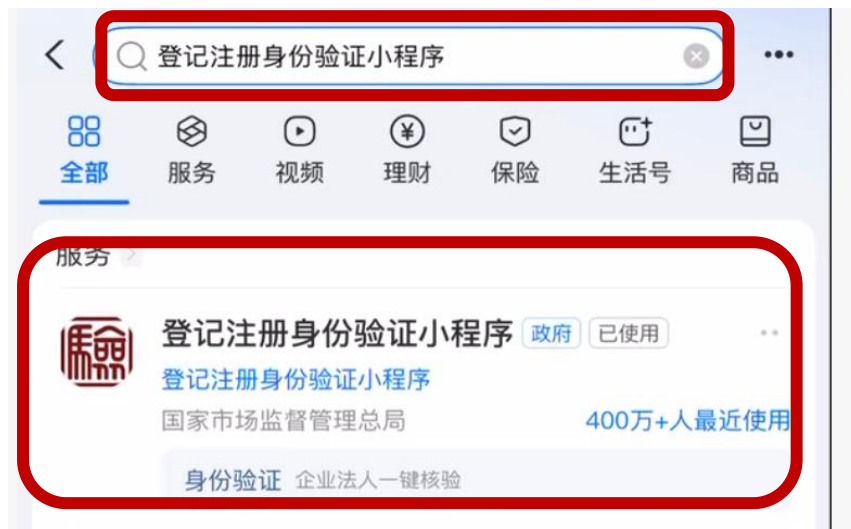 登记注册身份验证小程序
全部 服务 视频 理财 保险 生活号 商品
服务
登记注册身份验证小程序 政府 已使用
登记注册身份验证小程序
国家市场监督管理总局 400万+人最近使用
身份验证 企业法人一键核验